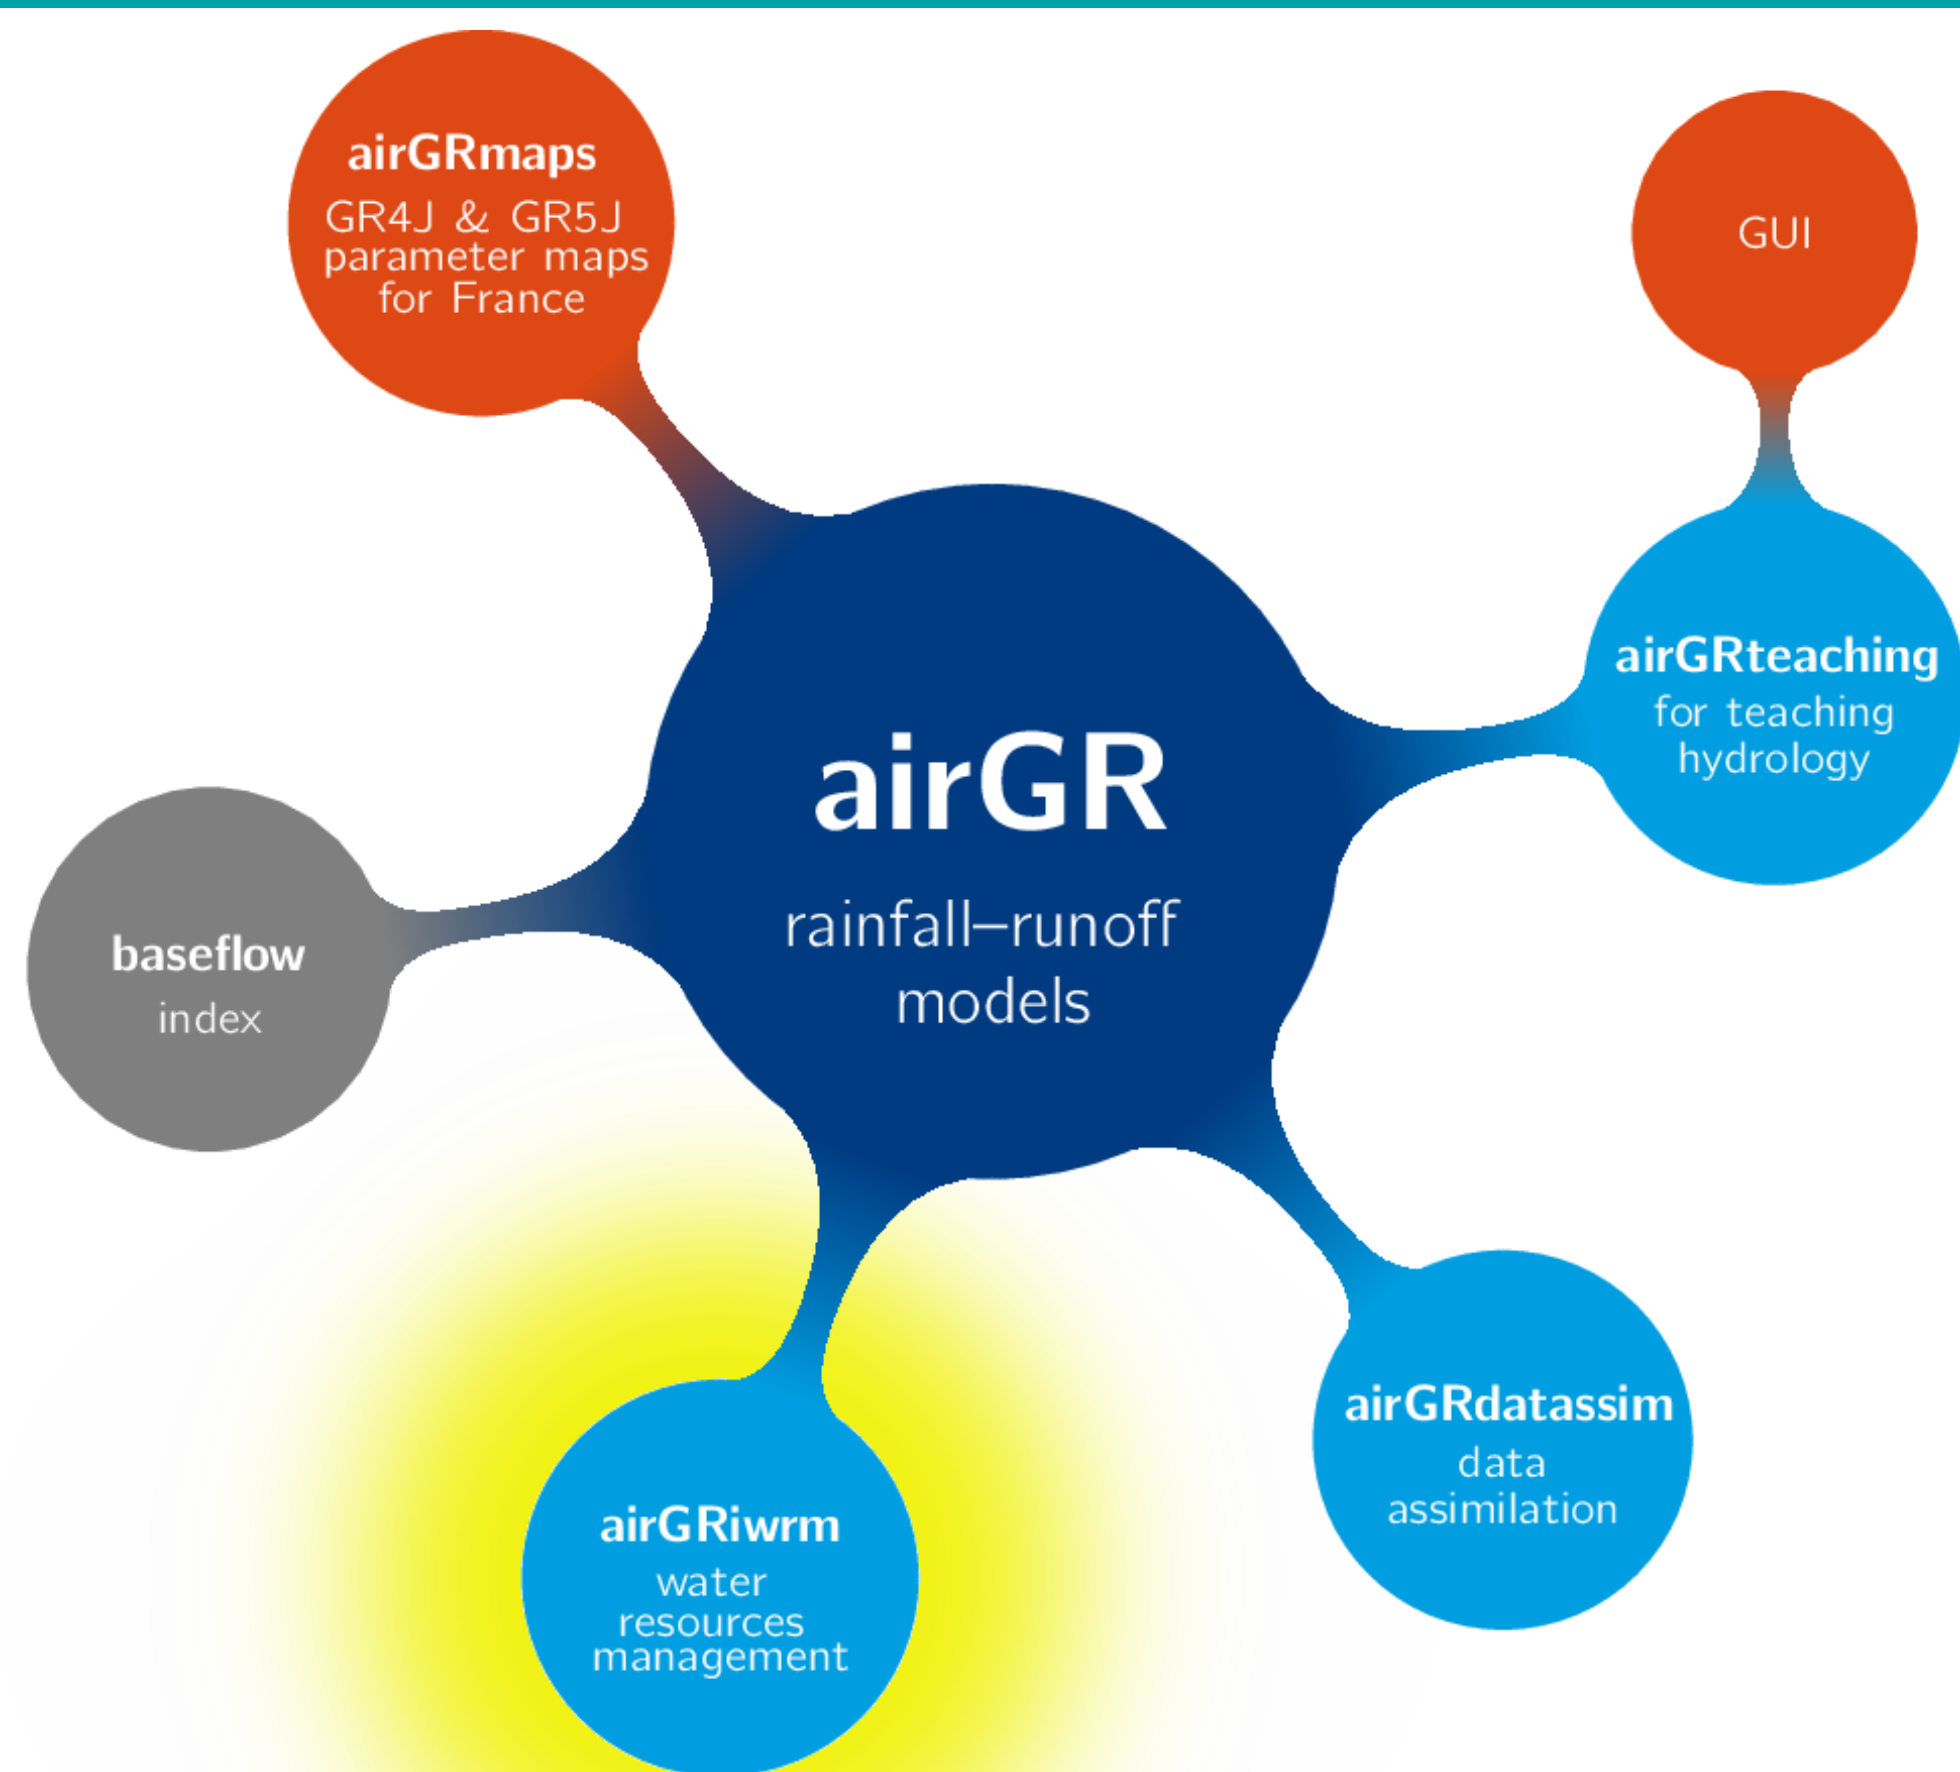 airGRmaps
GR4J & GR5J
parameter maps
for France
GUI
airGRteaching
for teaching
hydrology
airGR
rainfall–runoff
models
baseflow
index
airGRdatassim
data
assimilation
airGRiwrm
water
resources
management